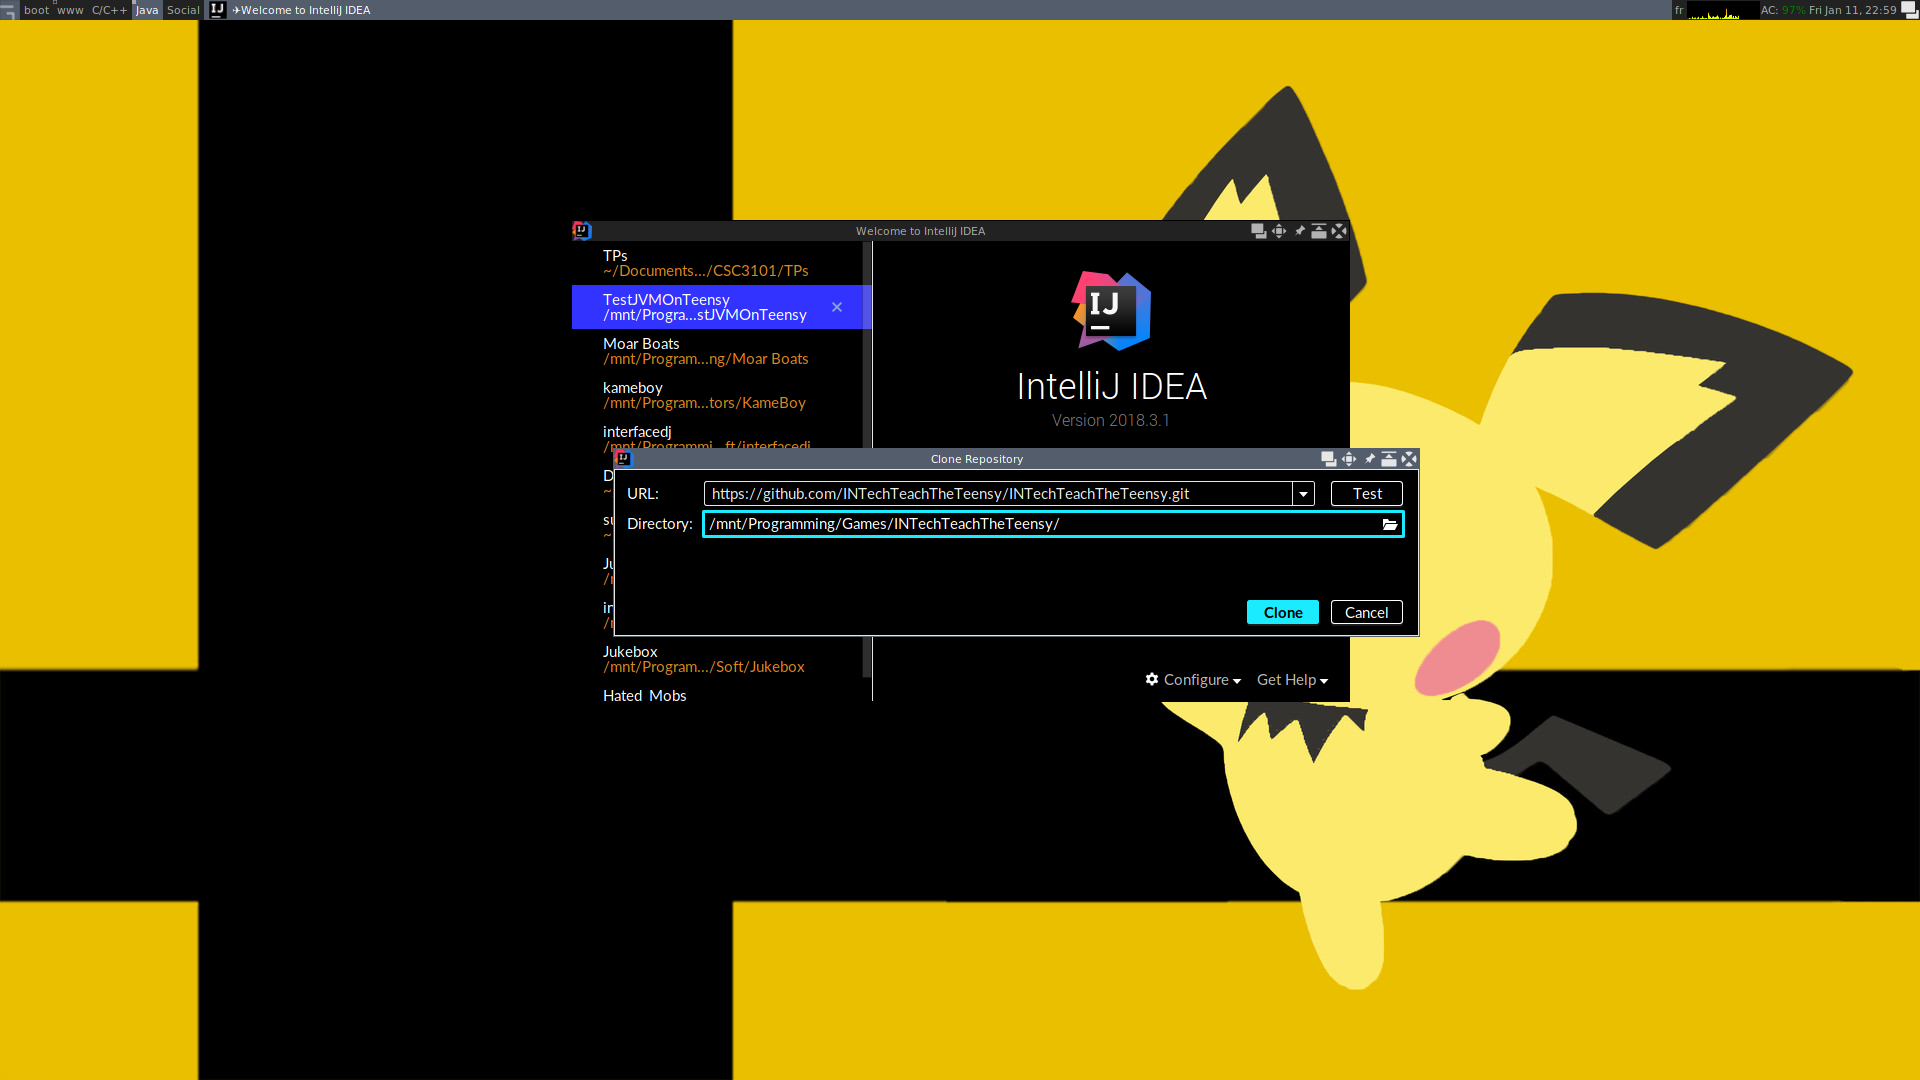 boot www C/C++ Java Social ✈Welcome to IntelliJ IDEA fr AC: 97% Fri Jan 11, 22:59
Welcome to IntelliJ IDEA
TPs
~/Documents.../CSC3101/TPs
TestJVMOnTeensy
/mnt/Progra...stJVMOnTeensy
Moar Boats
/mnt/Program...ng/Moar Boats
kameboy
/mnt/Program...tors/KameBoy
interfacedj
/mnt/Programmi...ft/interfacedj
IJ
IntelliJ IDEA
Version 2018.3.1
Clone Repository
URL: https://github.com/INTechTeachTheTeensy/INTechTeachTheTeensy.git Test
Directory: /mnt/Programming/Games/INTechTeachTheTeensy/
Clone Cancel
Jukebox
/mnt/Program.../Soft/Jukebox
Hated Mobs
Configure Get Help